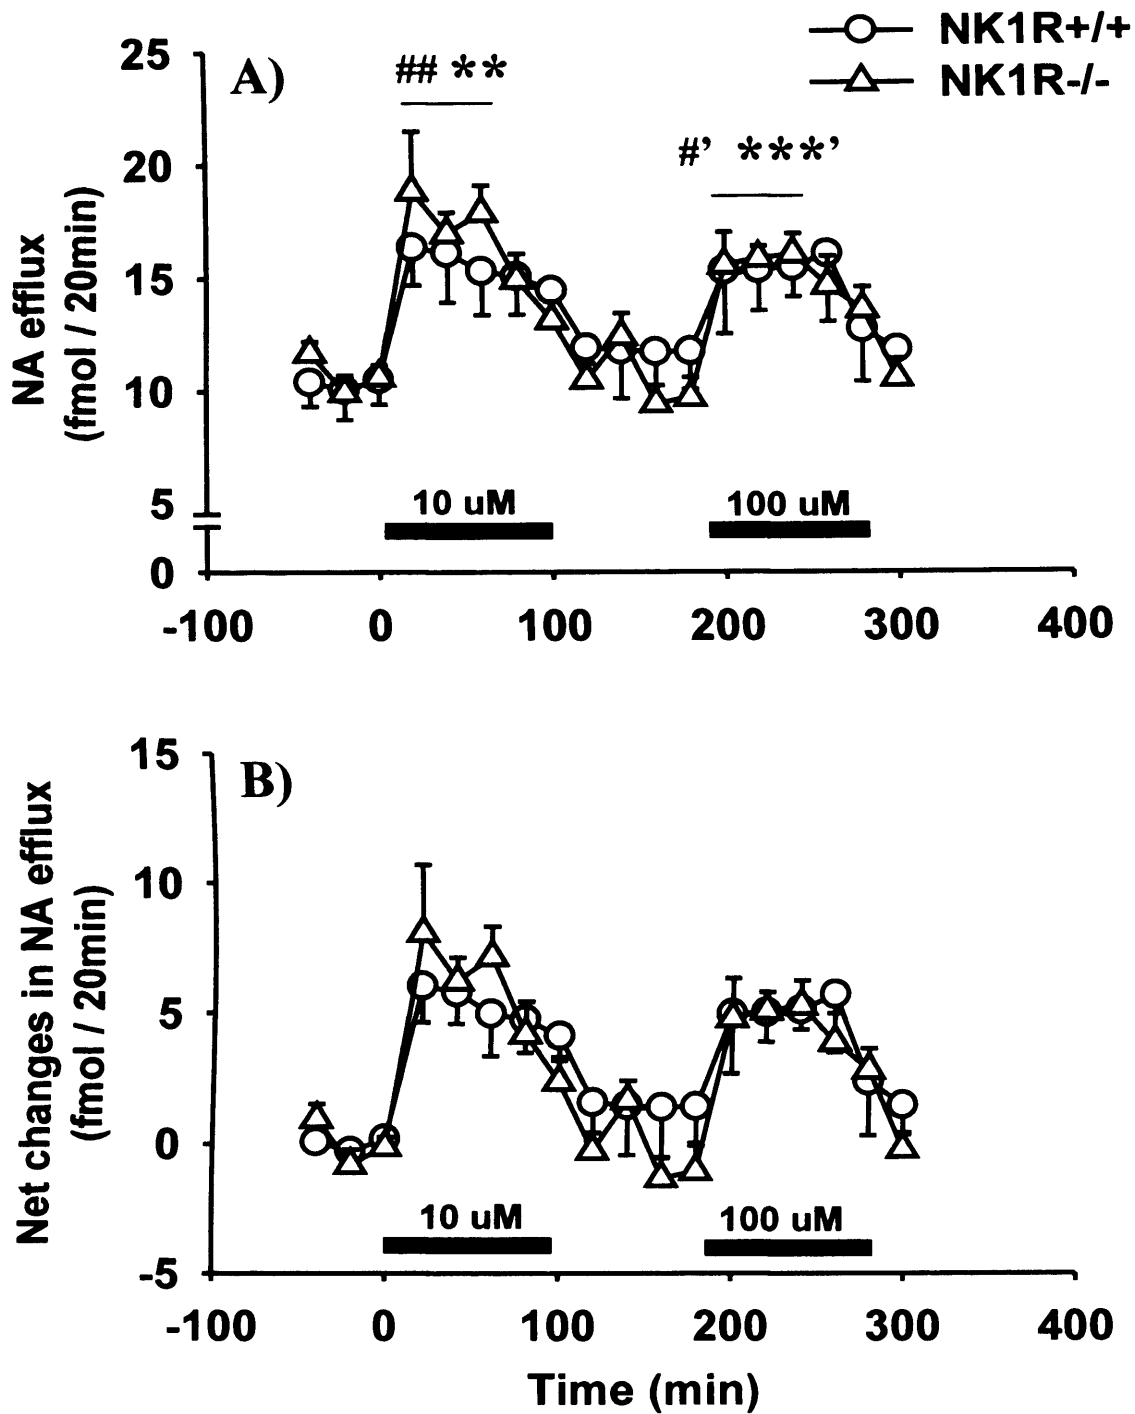 NK1R+/+
NK1R-/-
A)
## **
#’ ***’
25
20
15
10
5
0
NA efflux
(fmol / 20min)
10 uM
100 uM
-100 0 100 200 300 400
B)
15
10
5
0
-5
Net changes in NA efflux
(fmol / 20min)
10 uM
100 uM
-100 0 100 200 300 400
Time (min)